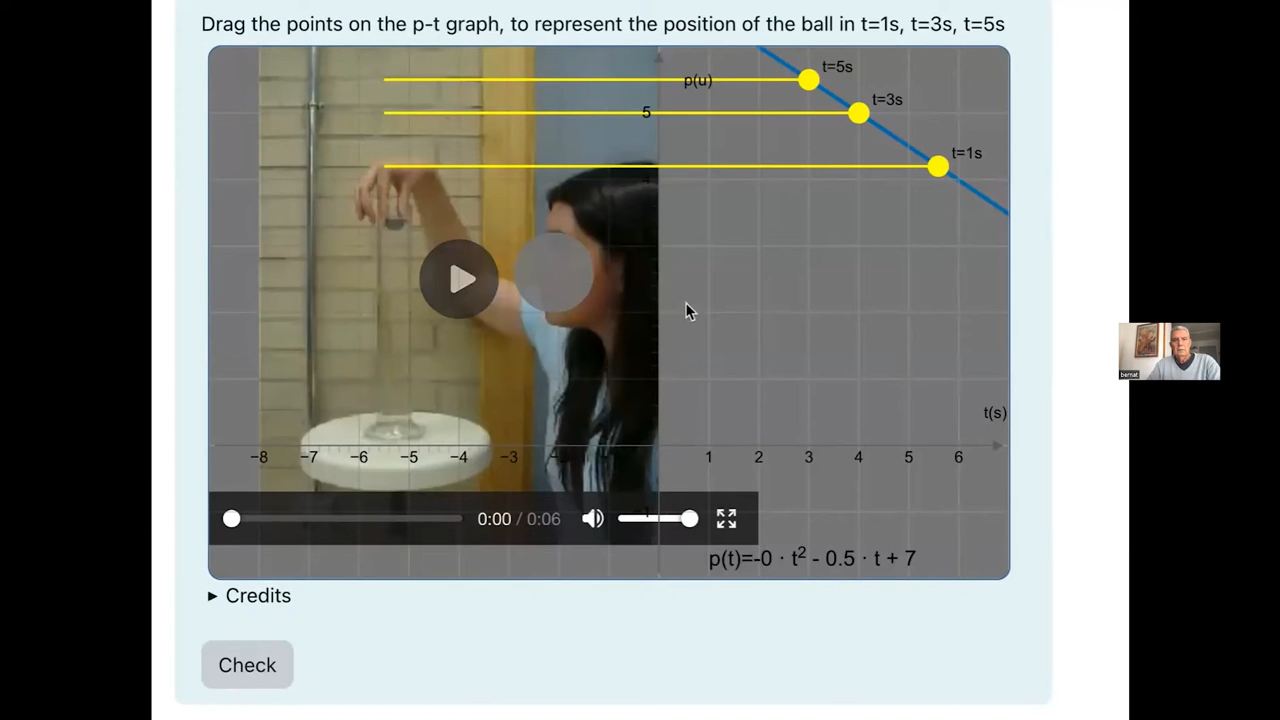 Drag the points on the p-t graph, to represent the position of the ball in t=1s, t=3s, t=5s
t=5s
p(u)
t=3s
5
t=1s
t(s)
−8 −7 −6 −5 −4 −3 1 2 3 4 5 6
0:00 / 0:06
p(t)=-0 · t² - 0.5 · t + 7
▸ Credits
Check
bernat